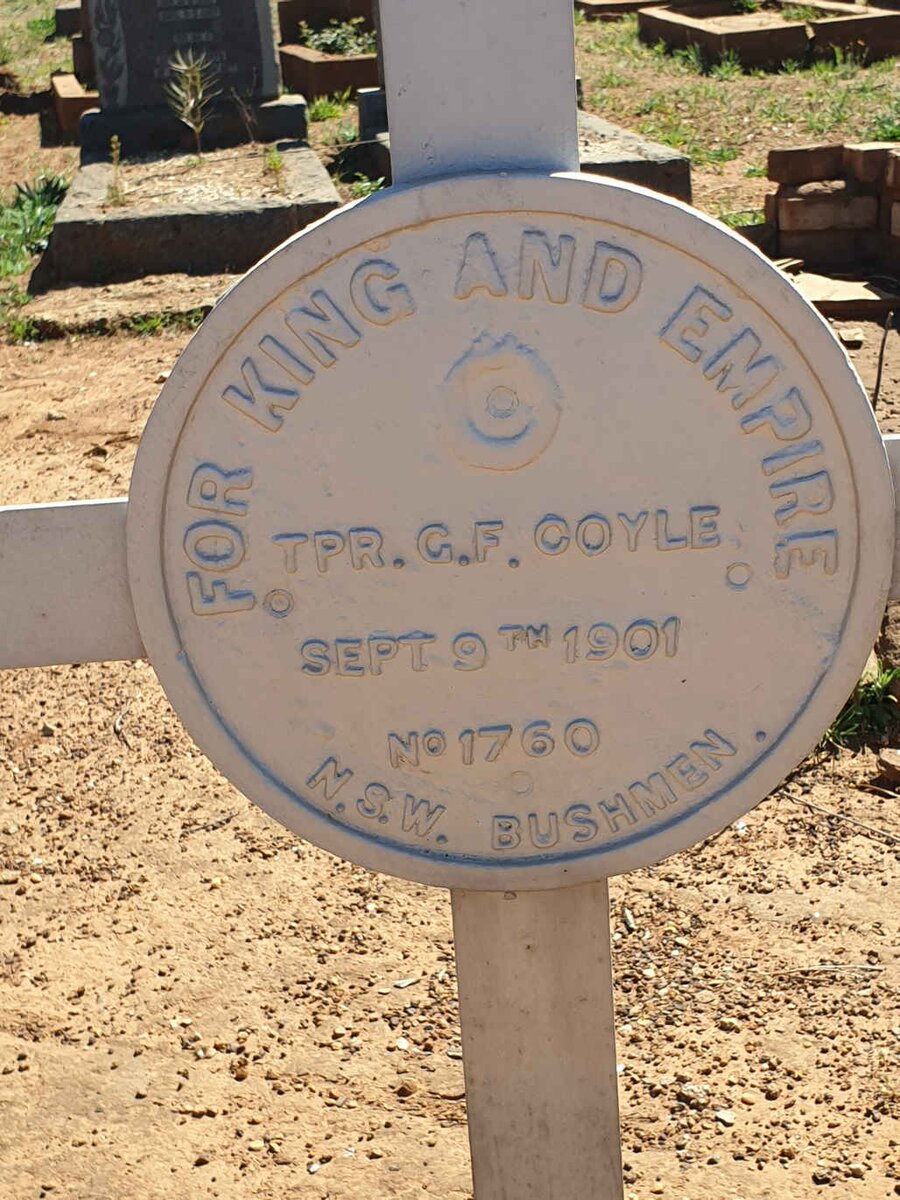 FOR KING AND EMPIRE
TPR. C.F. COYLE
SEPT 9TH 1901
No 1760
N.S.W. BUSHMEN.